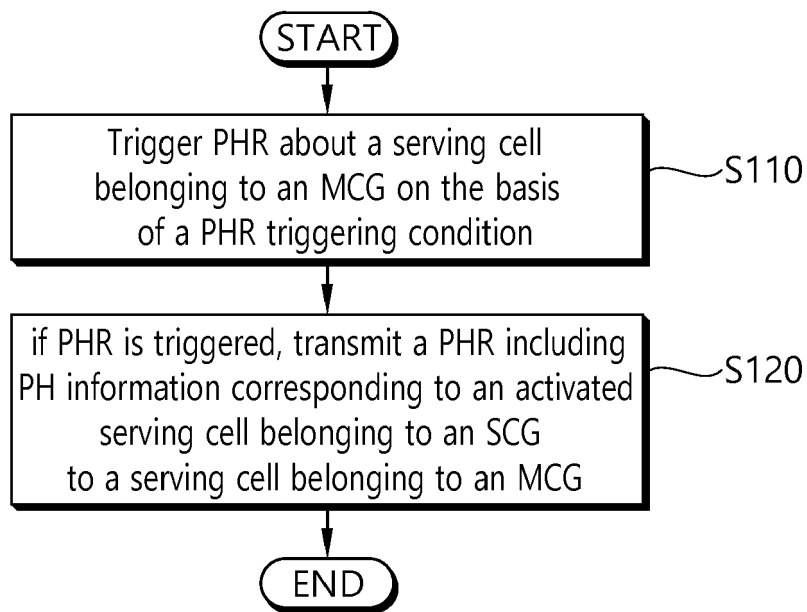 START
Trigger PHR about a serving cell
belonging to an MCG on the basis
of a PHR triggering condition
S110
if PHR is triggered, transmit a PHR including
PH information corresponding to an activated
serving cell belonging to an SCG
to a serving cell belonging to an MCG
S120
END